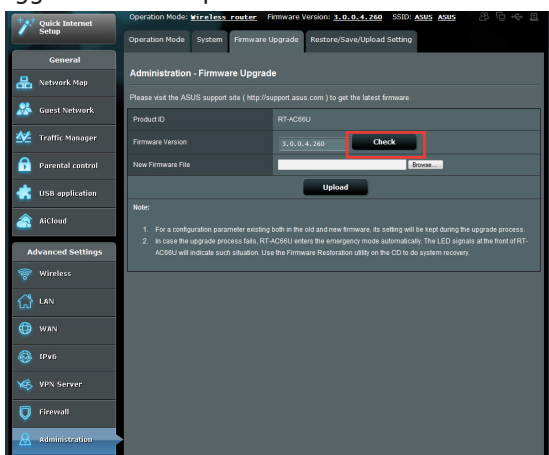 Quick Internet
Setup
Operation Mode: Wireless router Firmware Version: 3.0.0.4.260 SSID: ASUS ASUS
Operation Mode System Firmware Upgrade Restore/Save/Upload Setting
General
Network Map
Guest Network
Traffic Manager
Parental control
USB application
AiCloud
Advanced Settings
Wireless
LAN
WAN
IPv6
VPN Server
Firewall
Administration
Administration - Firmware Upgrade
Please visit the ASUS support site ( http://support.asus.com ) to get the latest firmware.
Product ID RT-AC66U
Firmware Version 3.0.0.4.260 Check
New Firmware File Browse...
Upload
Note:
1. For a configuration parameter existing both in the old and new firmware, its setting will be kept during the upgrade process.
2. In case the upgrade process fails, RT-AC66U enters the emergency mode automatically. The LED signals at the front of RT-
AC66U will indicate such situation. Use the Firmware Restoration utility on the CD to do system recovery.